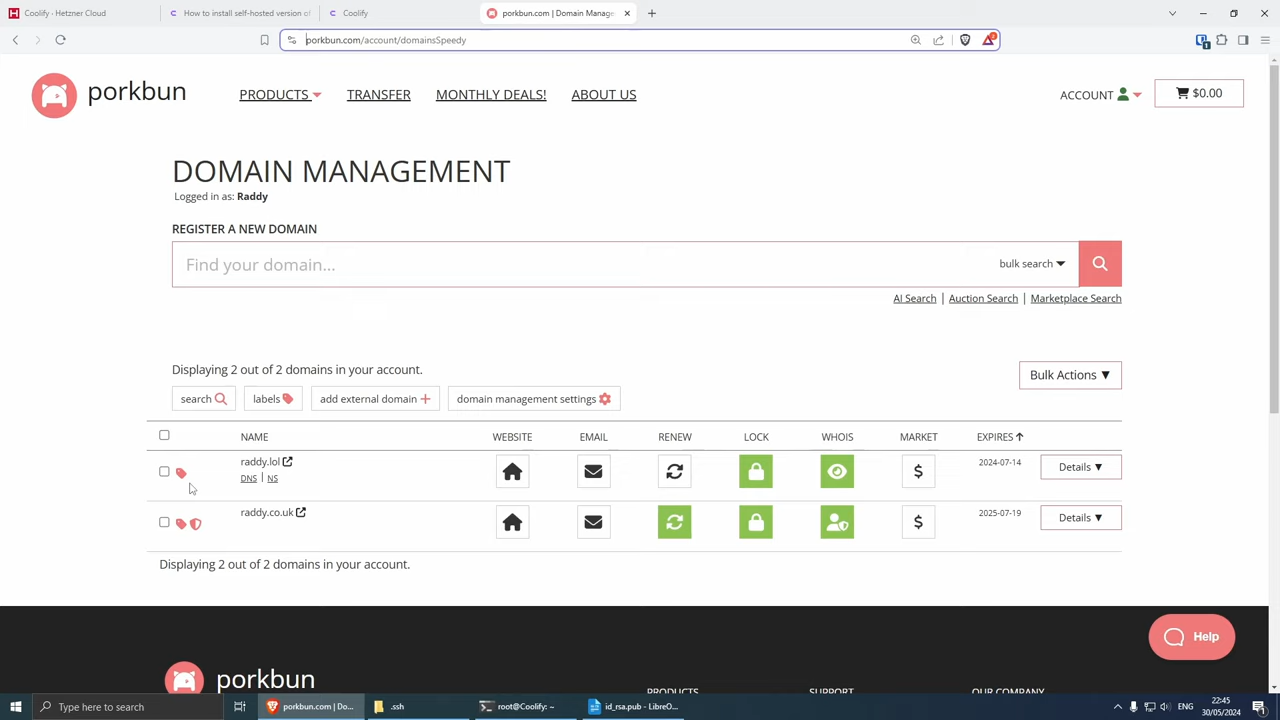 Coolify - Hetzner Cloud
How to install self-hosted version of
Coolify
porkbun.com | Domain Manage
porkbun.com/account/domainsSpeedy
porkbun
PRODUCTS
TRANSFER
MONTHLY DEALS!
ABOUT US
ACCOUNT
$0.00
DOMAIN MANAGEMENT
Logged in as: Raddy
REGISTER A NEW DOMAIN
Find your domain...
bulk search
AI Search | Auction Search | Marketplace Search
Displaying 2 out of 2 domains in your account.
Bulk Actions ▼
search
labels
add external domain
domain management settings
NAME WEBSITE EMAIL RENEW LOCK WHOIS MARKET EXPIRES
raddy.lol
DNS | NS
$
2024-07-14
Details ▼
raddy.co.uk
$
2025-07-19
Details ▼
Displaying 2 out of 2 domains in your account.
Help
porkbun
PRODUCTS
SUPPORT
OUR COMPANY
Type here to search
porkbun.com | Do...
.ssh
root@Coolify: ~
id_rsa.pub - LibreO...
ENG
22:45
30/05/2024